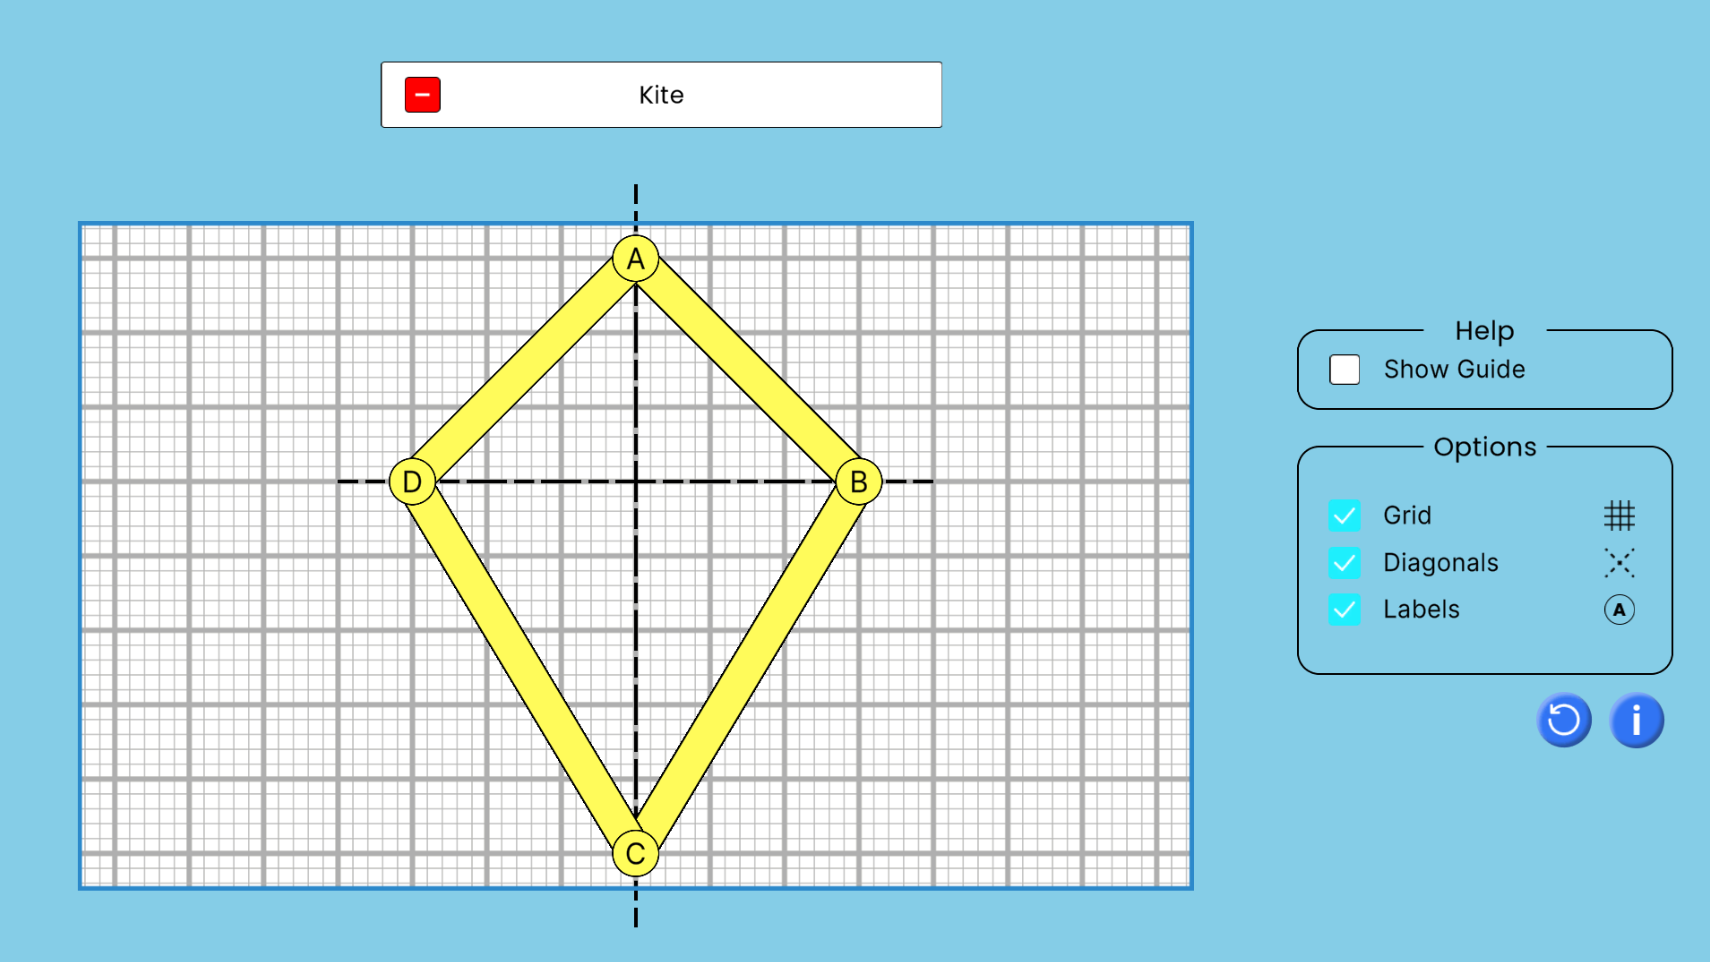 Kite
A
D
B
C
Help
Show Guide
Options
Grid
Diagonals
Labels
A
i